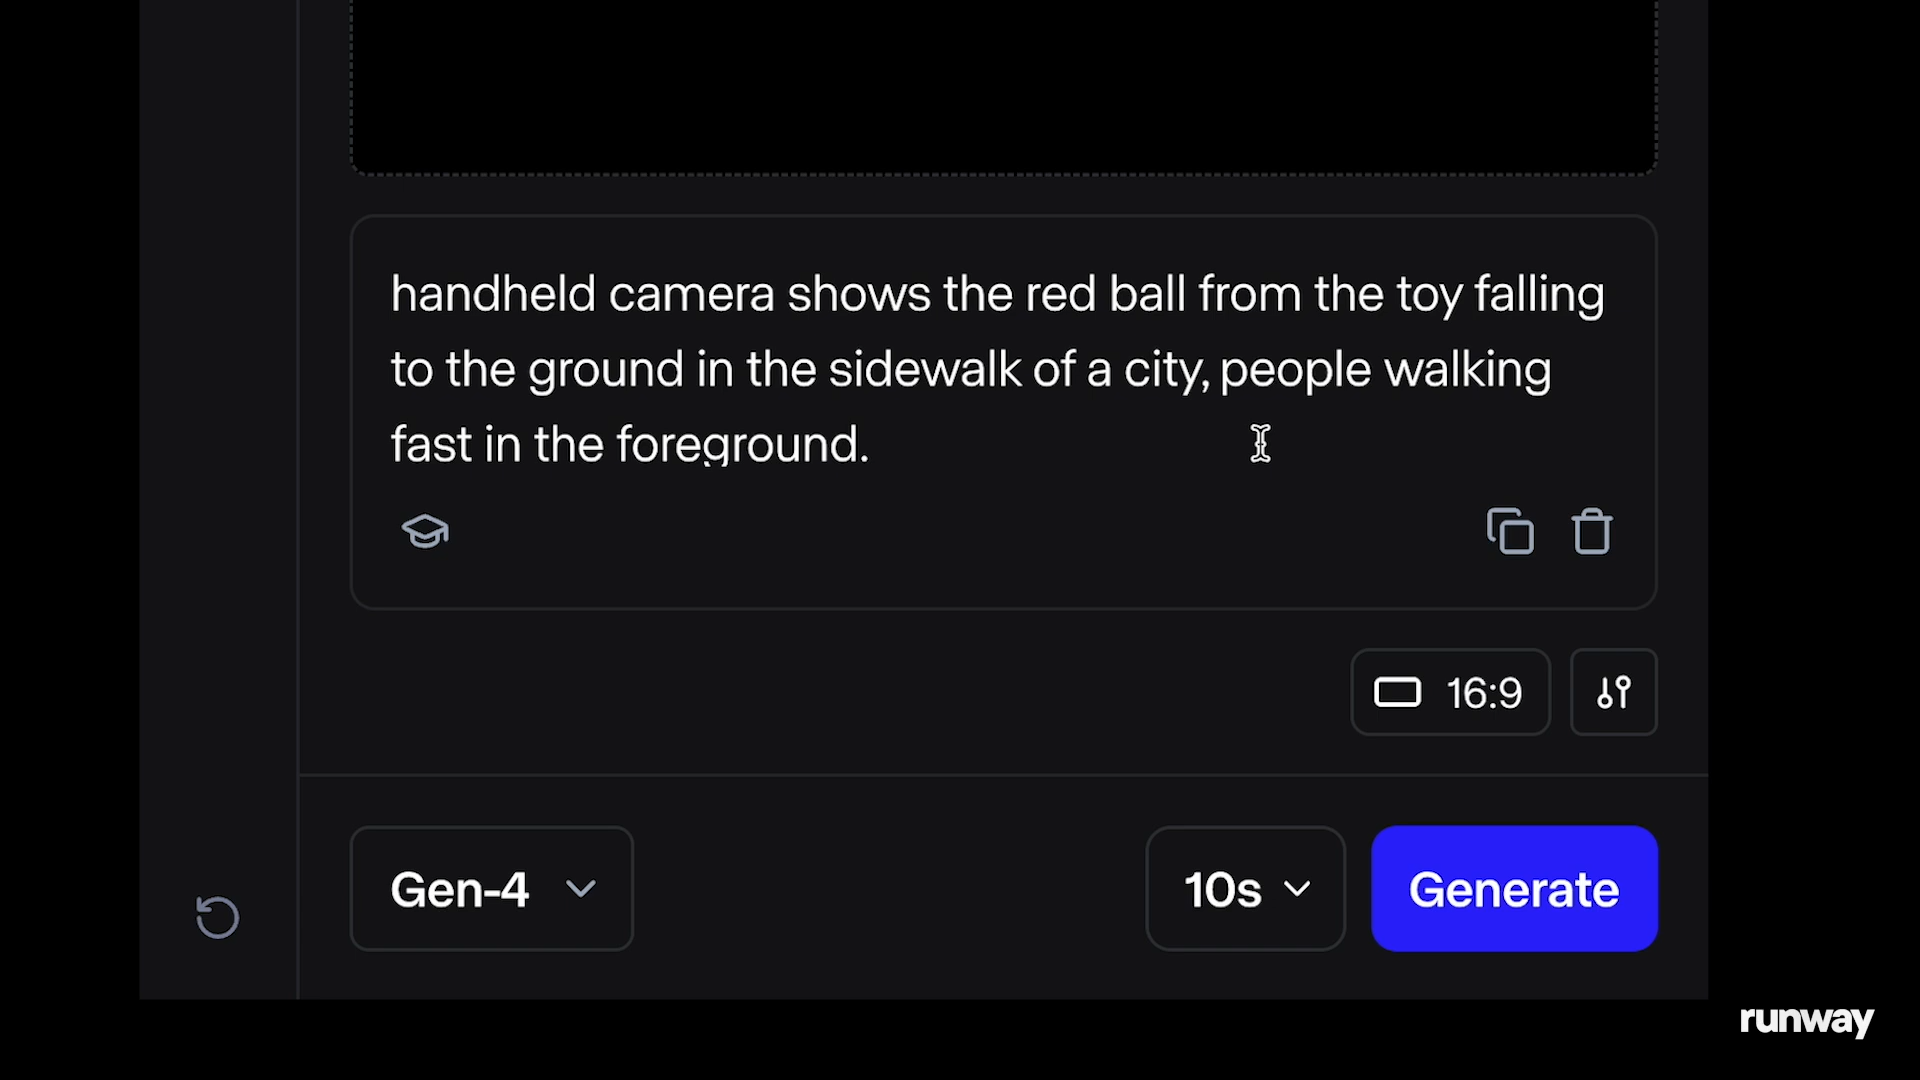 handheld camera shows the red ball from the toy falling
to the ground in the sidewalk of a city, people walking
fast in the foreground.
16:9
Gen-4
10s
Generate
runway